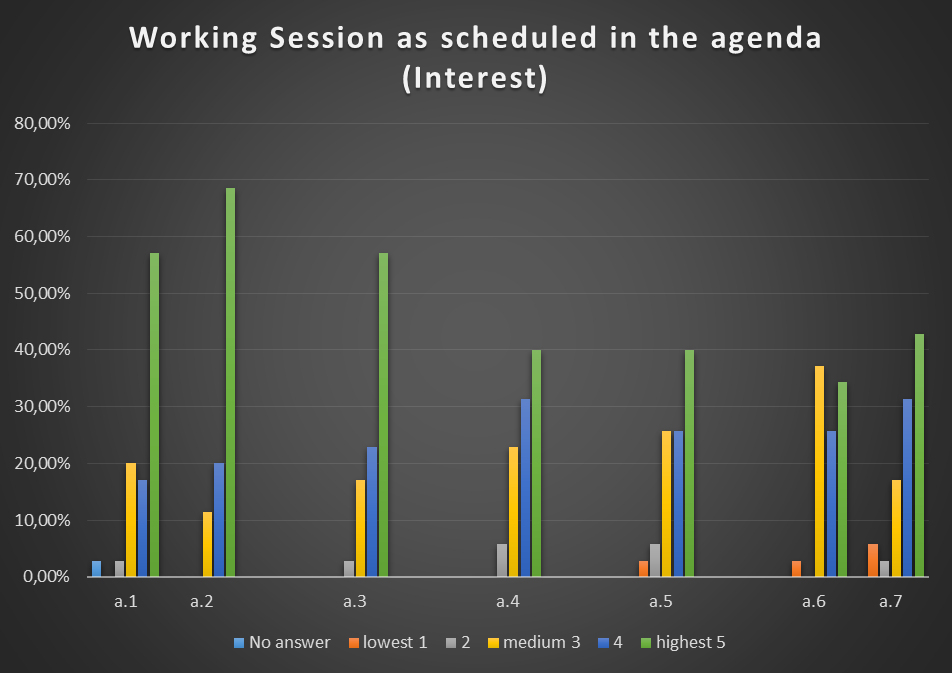 Working Session as scheduled in the agenda
(Interest)
80,00%
70,00%
60,00%
50,00%
40,00%
30,00%
20,00%
10,00%
0,00%
a.1 a.2 a.3 a.4 a.5 a.6 a.7
No answer lowest 1 2 medium 3 4 highest 5